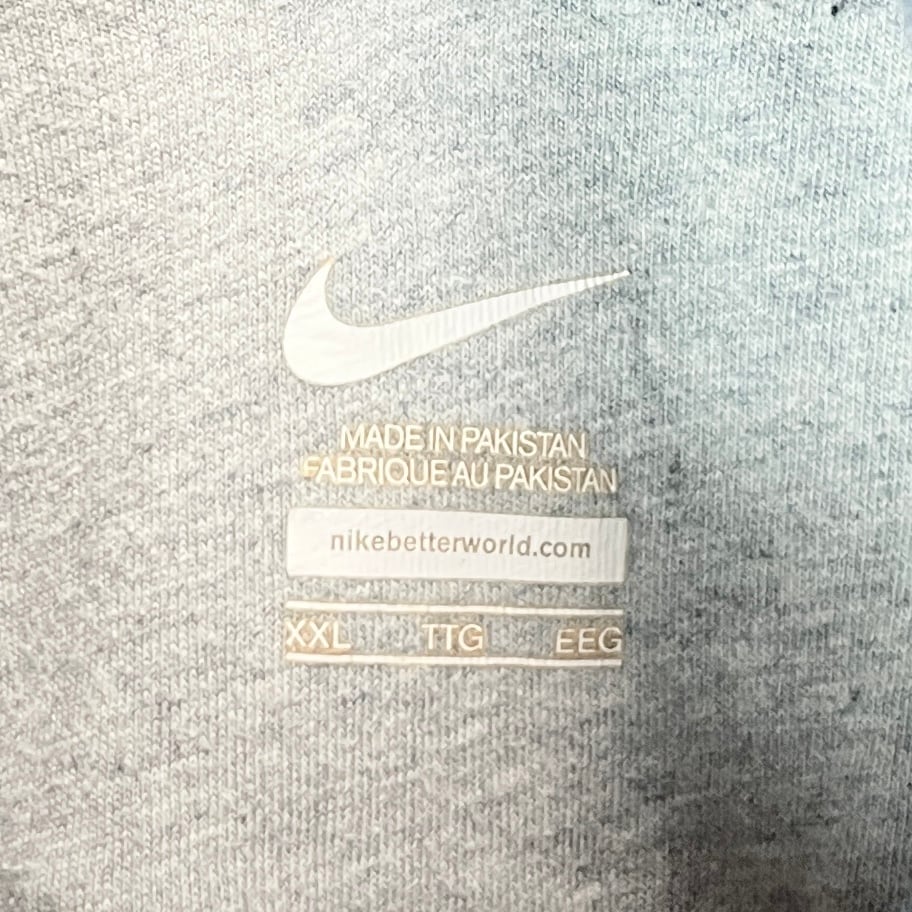 MADE IN PAKISTAN
FABRIQUE AU PAKISTAN
nikebetterworld.com
XXL TTG EEG